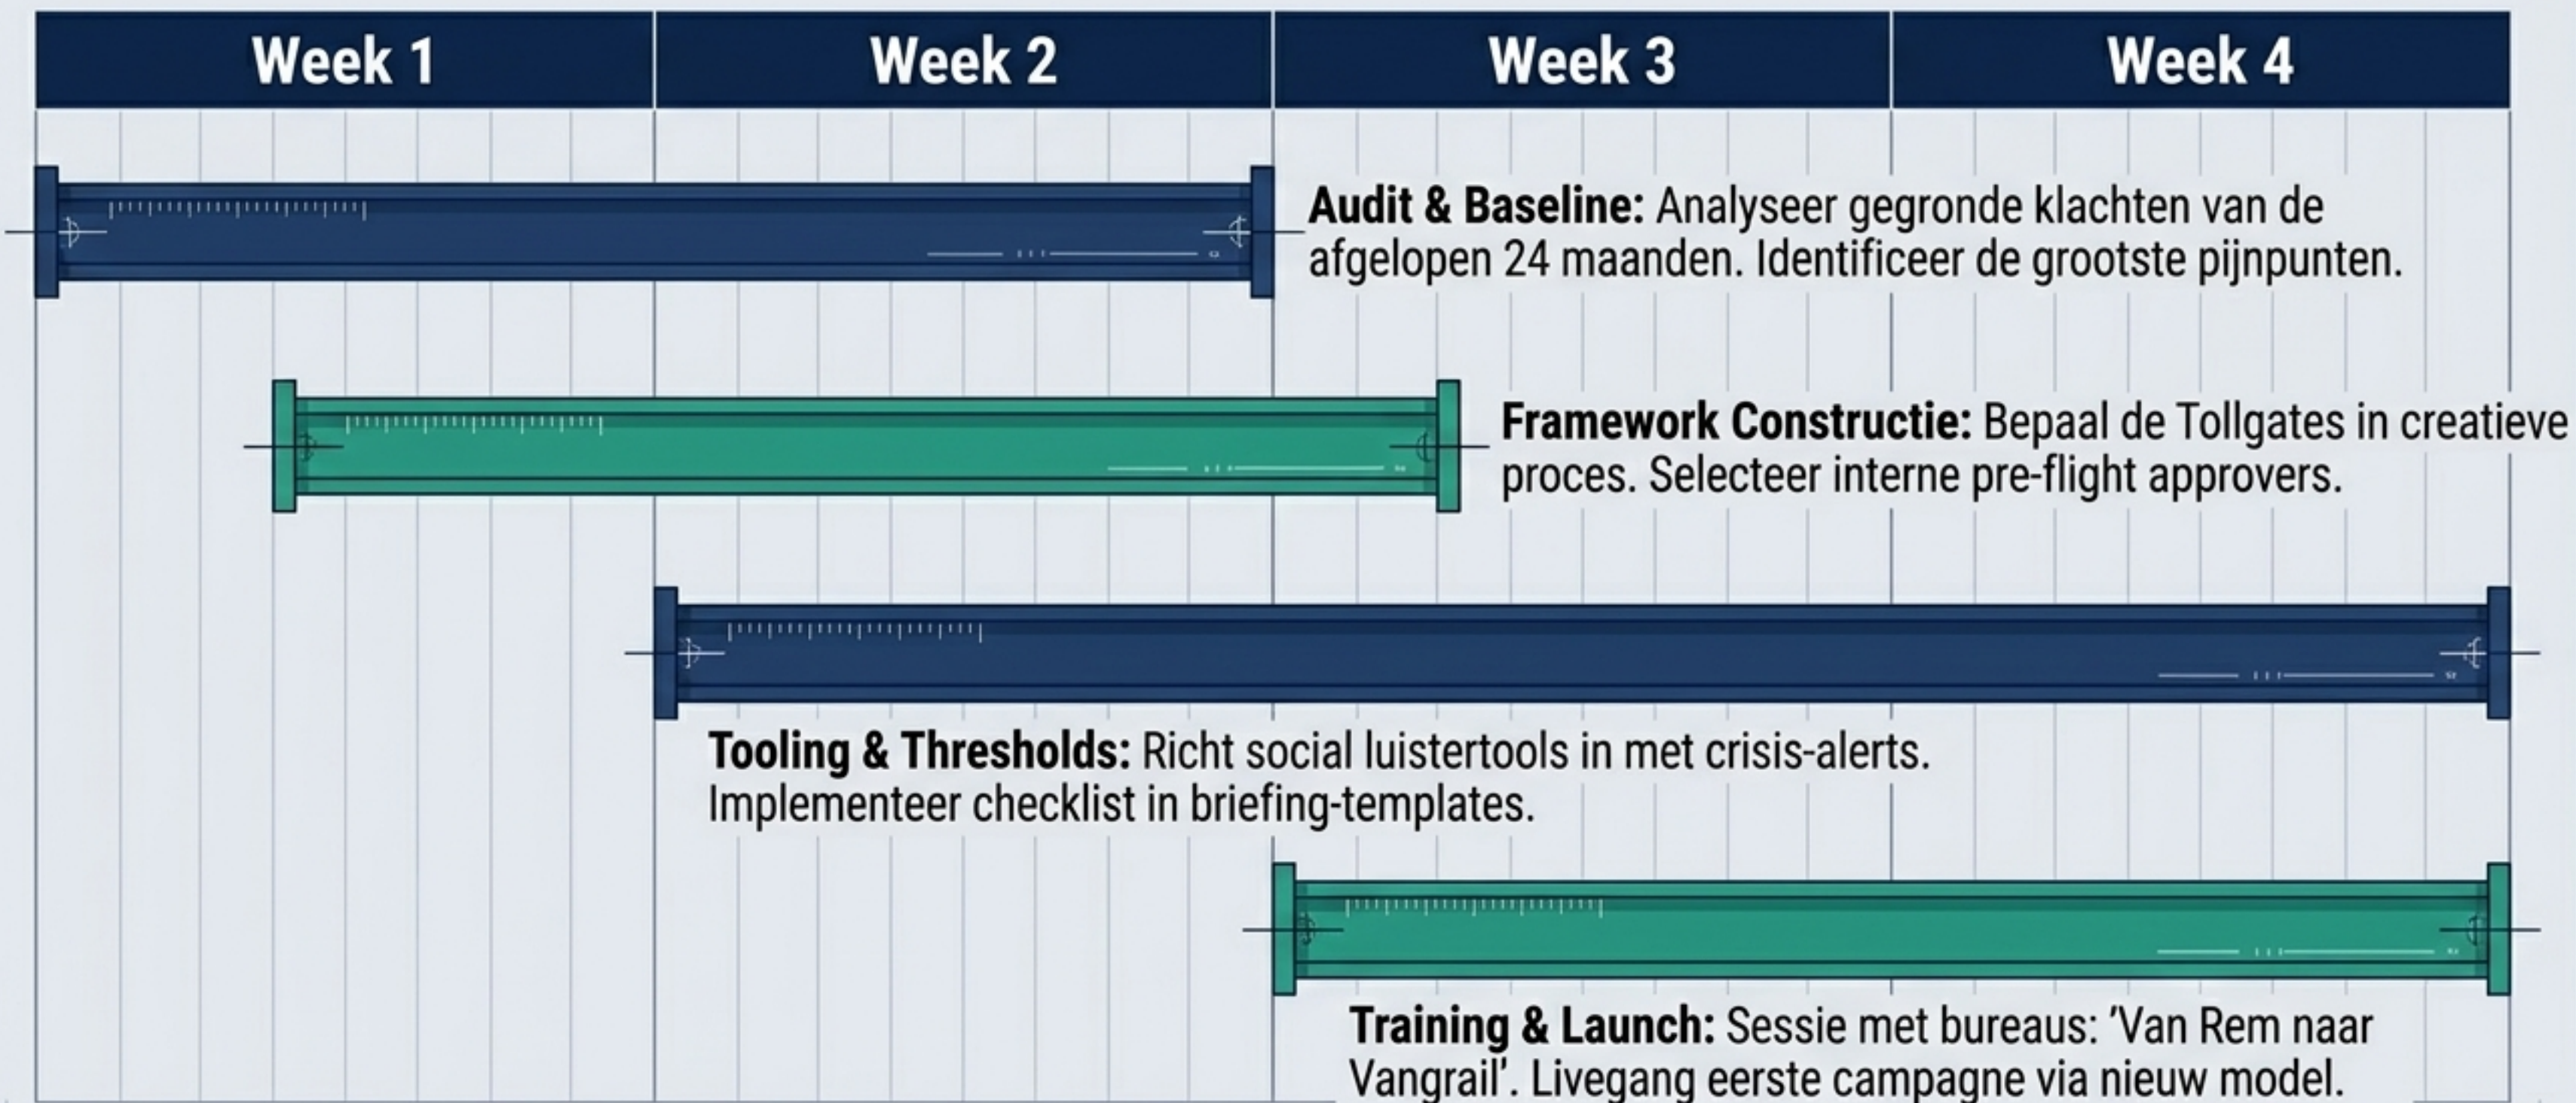 Week 1
Week 2
Week 3
Week 4
Audit & Baseline: Analyseer gegronde klachten van de
afgelopen 24 maanden. Identificeer de grootste pijnpunten.
Framework Constructie: Bepaal de Tollgates in creatieve
proces. Selecteer interne pre-flight approvers.
Tooling & Thresholds: Richt social luistertools in met crisis-alerts.
Implementeer checklist in briefing-templates.
Training & Launch: Sessie met bureaus: ’Van Rem naar
Vangrail’. Livegang eerste campagne via nieuw model.